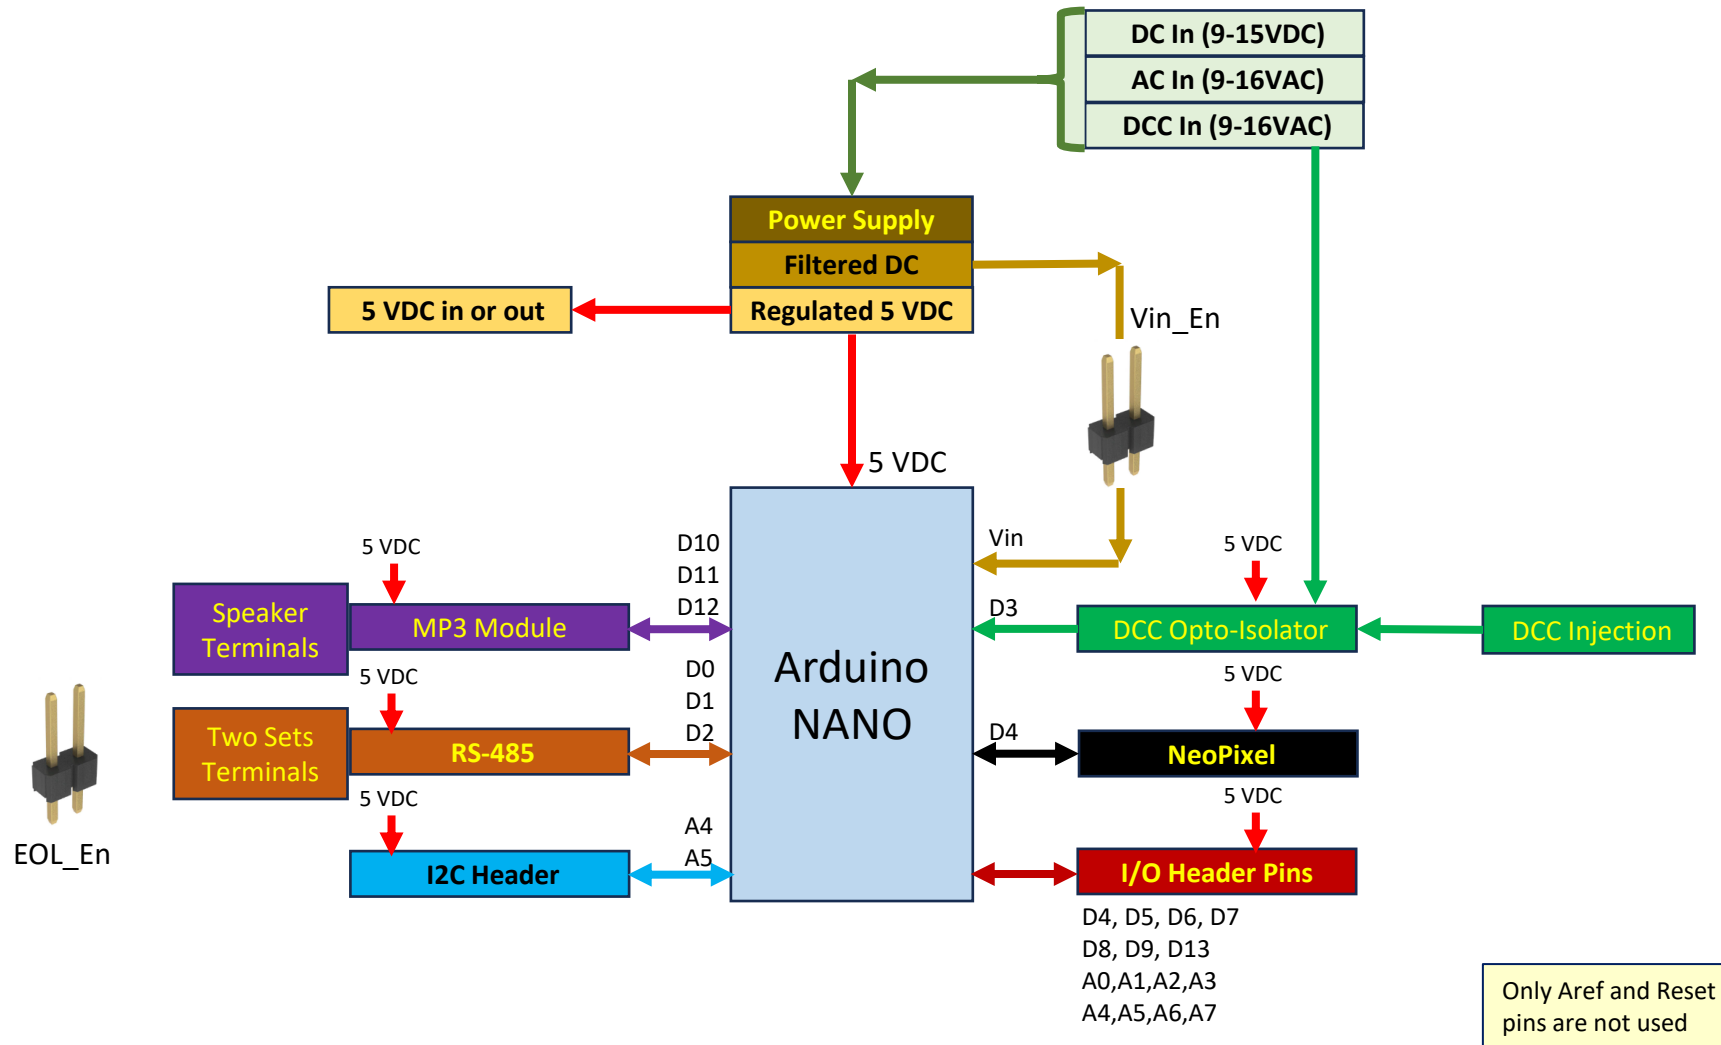 DC In (9-15VDC)
AC In (9-16VAC)
DCC In (9-16VAC)
Power Supply
Filtered DC
Regulated 5 VDC
5 VDC in or out
Vin_En
5 VDC
Arduino
NANO
5 VDC
D10
D11
D12
Speaker
Terminals
MP3 Module
5 VDC
D0
D1
D2
Two Sets
Terminals
RS-485
EOL_En
5 VDC
A4
A5
I2C Header
Vin
5 VDC
D3
DCC Opto-Isolator
DCC Injection
5 VDC
D4
NeoPixel
5 VDC
I/O Header Pins
D4, D5, D6, D7
D8, D9, D13
A0,A1,A2,A3
A4,A5,A6,A7
Only Aref and Reset
pins are not used